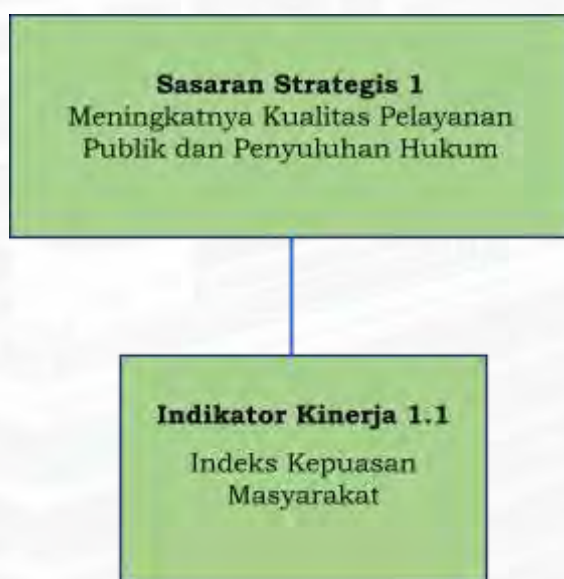 Sasaran Strategis 1
Meningkatnya Kualitas Pelayanan
Publik dan Penyuluhan Hukum
Indikator Kinerja 1.1
Indeks Kepuasan
Masyarakat